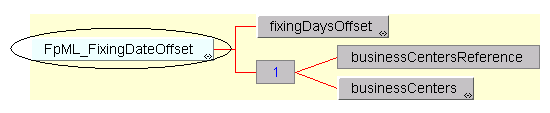 fixingDaysOffset
FpML_FixingDateOffset
businessCentersReference
1
businessCenters